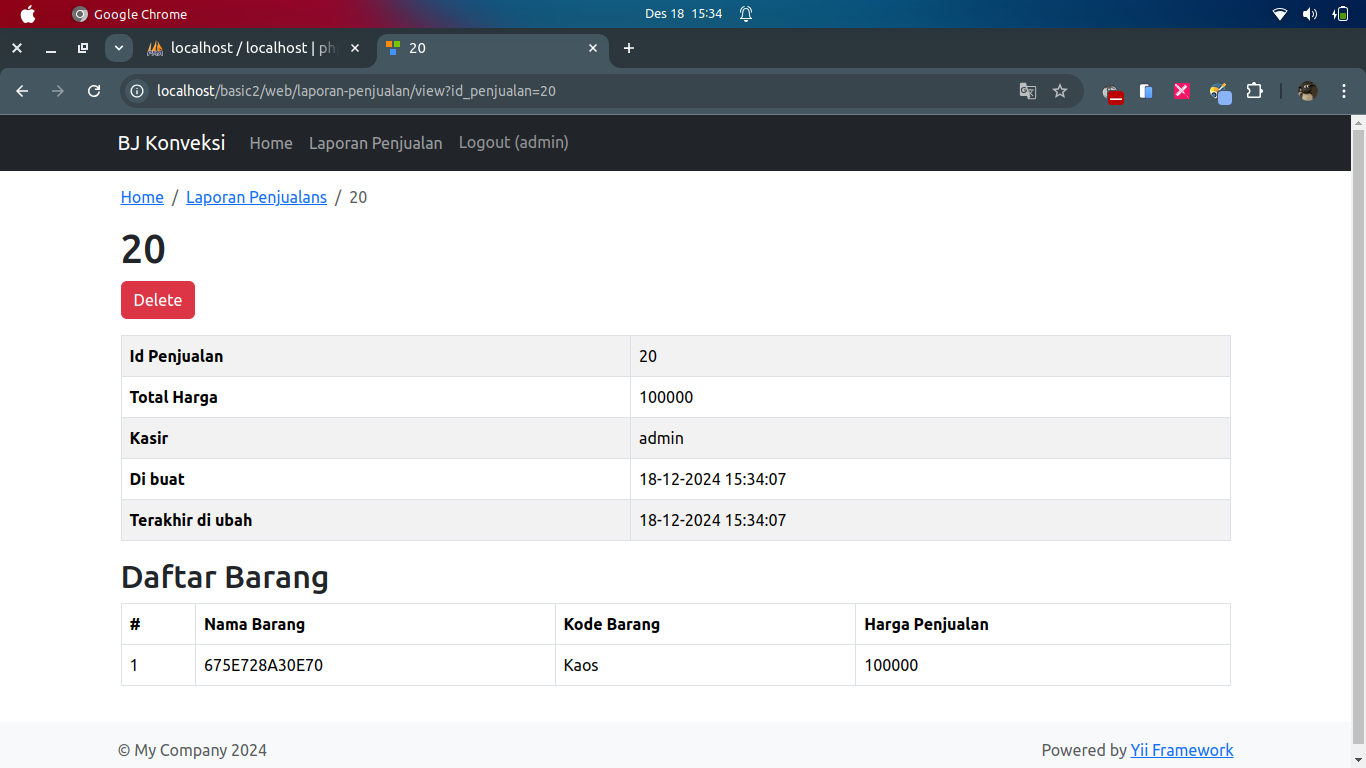 Google Chrome
Des 18 15:34
localhost / localhost | ph
20
localhost/basic2/web/laporan-penjualan/view?id_penjualan=20
BJ Konveksi Home Laporan Penjualan Logout (admin)
Home / Laporan Penjualans / 20
20
Delete
Id Penjualan 20
Total Harga 100000
Kasir admin
Di buat 18-12-2024 15:34:07
Terakhir di ubah 18-12-2024 15:34:07
Daftar Barang
# Nama Barang Kode Barang Harga Penjualan
1 675E728A30E70 Kaos 100000
© My Company 2024 Powered by Yii Framework